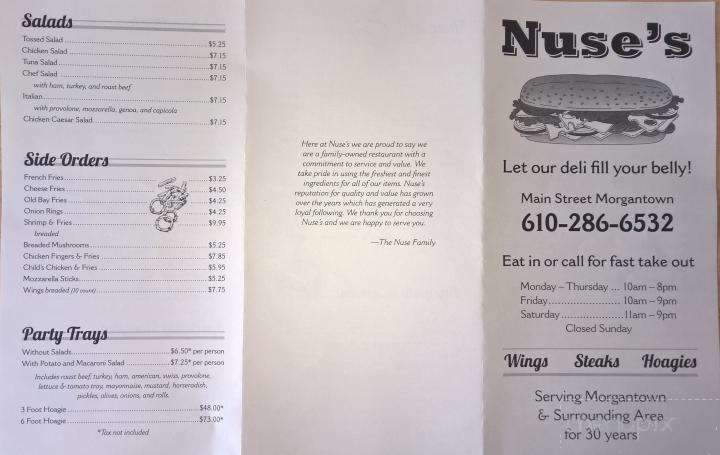 Salads
Tossed Salad $5.25
Chicken Salad $7.15
Tuna Salad $7.15
Chef Salad $7.15
with ham, turkey, and roast beef
Italian $7.15
with provolone, mozzarella, genoa, and capicola
Chicken Caesar Salad $7.15
Side Orders
French Fries $3.25
Cheese Fries $4.50
Old Bay Fries $4.25
Onion Rings $4.25
Shrimp & Fries $9.95
breaded
Breaded Mushrooms $5.25
Chicken Fingers & Fries $7.85
Child's Chicken & Fries $5.95
Mozzarella Sticks $5.25
Wings breaded (10 count) $7.75
Party Trays
Without Salads $6.50* per person
With Potato and Macaroni Salad $7.25* per person
Includes roast beef, turkey, ham, american, swiss, provolone,
lettuce & tomato tray, mayonnaise, mustard, horseradish,
pickles, olives, onions, and rolls.
3 Foot Hoagie $48.00*
6 Foot Hoagie $73.00*
*Tax not included
Here at Nuse's we are proud to say we
are a family-owned restaurant with a
commitment to service and value. We
take pride in using the freshest and finest
ingredients for all of our items. Nuse's
reputation for quality and value has grown
over the years which has generated a very
loyal following. We thank you for choosing
Nuse's and we are happy to serve you.
—The Nuse Family
Nuse's
Let our deli fill your belly!
Main Street Morgantown
610-286-6532
Eat in or call for fast take out
Monday – Thursday ... 10am – 8pm
Friday 10am – 9pm
Saturday 11am – 9pm
Closed Sunday
Wings Steaks Hoagies
Serving Morgantown
& Surrounding Area
for 30 years